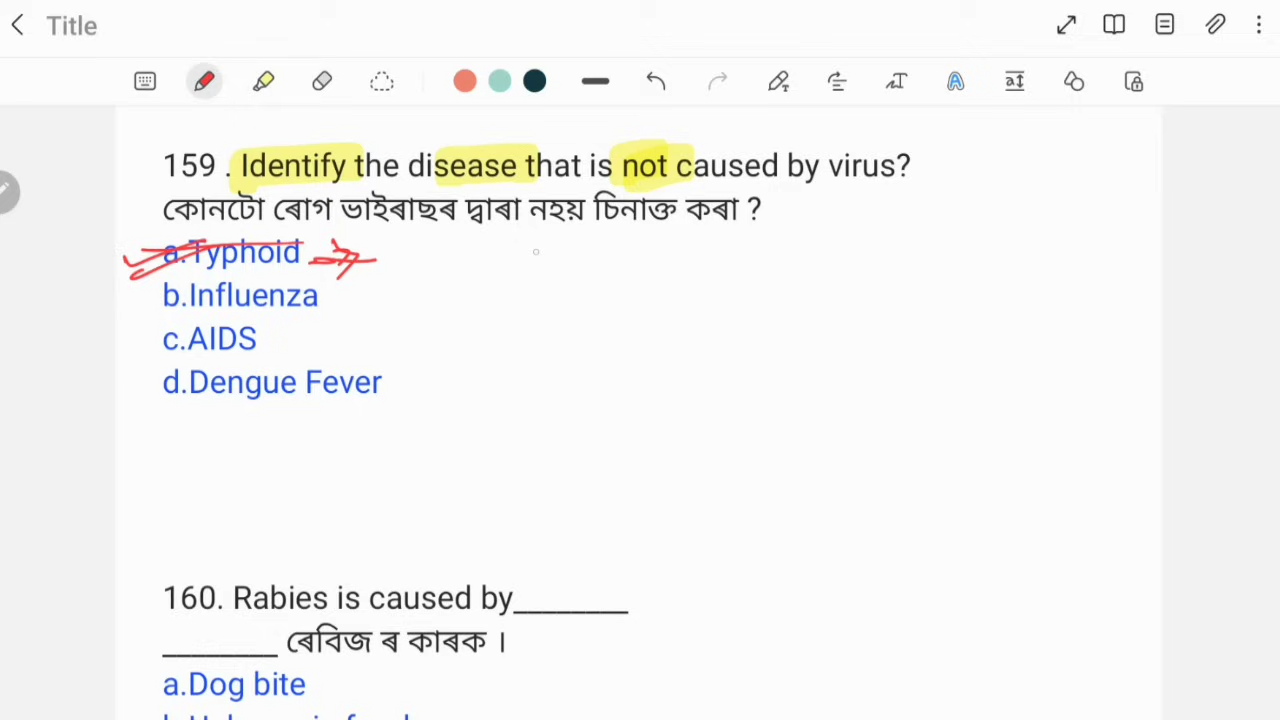 Title
159 . Identify the disease that is not caused by virus?
কোনটো ৰোগ ভাইৰাছৰ দ্বাৰা নহয় চিনাক্ত কৰা ?
a.Typhoid
b.Influenza
c.AIDS
d.Dengue Fever
160. Rabies is caused by________
________ ৰেবিজ ৰ কাৰক ।
a.Dog bite